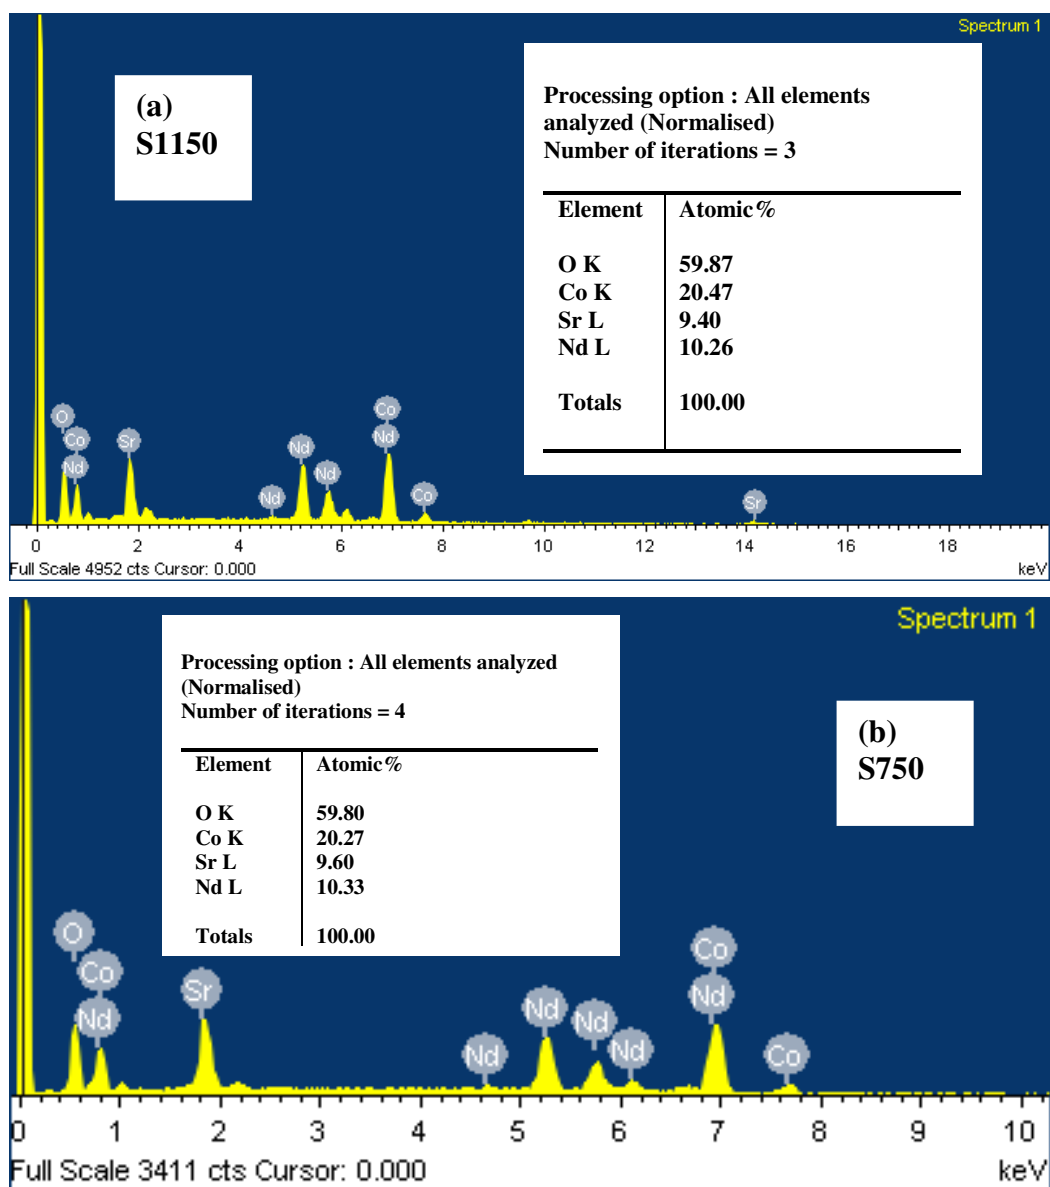 Spectrum 1
(a)
S1150
Processing option : All elements
analyzed (Normalised)
Number of iterations = 3
Element Atomic%
O K 59.87
Co K 20.47
Sr L 9.40
Nd L 10.26
Totals 100.00
O
Co
Nd
Sr
Nd
Nd
Nd
Co
Nd
Co
Sr
0 2 4 6 8 10 12 14 16 18
Full Scale 4952 cts Cursor: 0.000 keV
Spectrum 1
Processing option : All elements analyzed
(Normalised)
Number of iterations = 4
Element Atomic%
O K 59.80
Co K 20.27
Sr L 9.60
Nd L 10.33
Totals 100.00
(b)
S750
O
Co
Nd
Sr
Nd
Nd
Nd
Nd
Co
Nd
Co
0 1 2 3 4 5 6 7 8 9 10
Full Scale 3411 cts Cursor: 0.000 keV